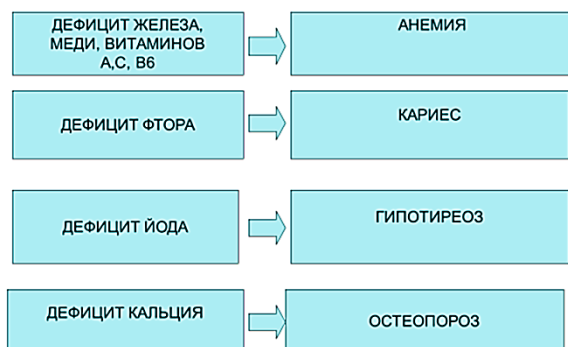 ДЕФИЦИТ ЖЕЛЕЗА,
МЕДИ, ВИТАМИНОВ
А,С, В6
АНЕМИЯ
ДЕФИЦИТ ФТОРА
КАРИЕС
ДЕФИЦИТ ЙОДА
ГИПОТИРЕОЗ
ДЕФИЦИТ КАЛЬЦИЯ
ОСТЕОПОРОЗ